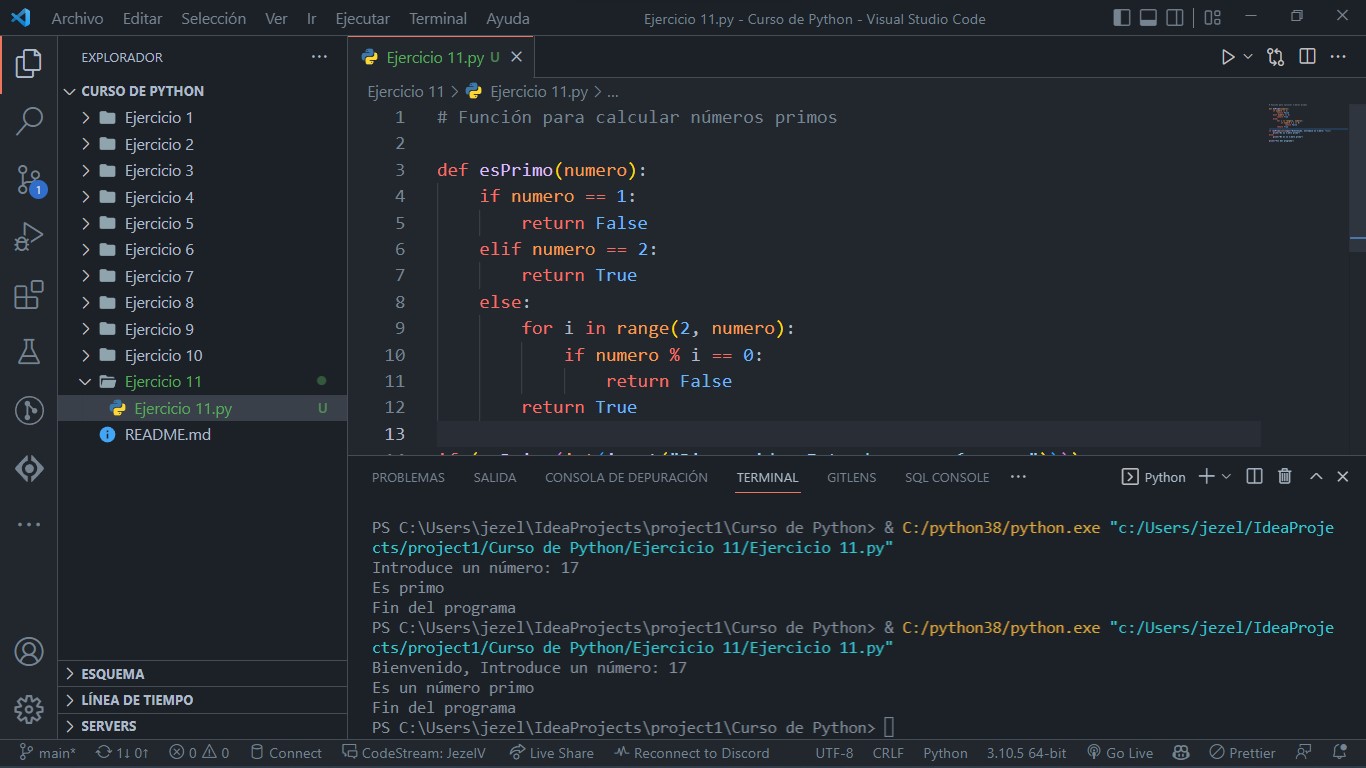 Archivo Editar Selección Ver Ir Ejecutar Terminal Ayuda Ejercicio 11.py - Curso de Python - Visual Studio Code
EXPLORADOR
CURSO DE PYTHON
Ejercicio 1
Ejercicio 2
Ejercicio 3
Ejercicio 4
Ejercicio 5
Ejercicio 6
Ejercicio 7
Ejercicio 8
Ejercicio 9
Ejercicio 10
Ejercicio 11
Ejercicio 11.py U
README.md
ESQUEMA
LÍNEA DE TIEMPO
SERVERS
1
Ejercicio 11.py U
Ejercicio 11 > Ejercicio 11.py > ...
1 # Función para calcular números primos
2
3 def esPrimo(numero):
4 if numero == 1:
5 return False
6 elif numero == 2:
7 return True
8 else:
9 for i in range(2, numero):
10 if numero % i == 0:
11 return False
12 return True
13
PROBLEMAS SALIDA CONSOLA DE DEPURACIÓN TERMINAL GITLENS SQL CONSOLE ... Python
PS C:\Users\jezel\IdeaProjects\project1\Curso de Python> & C:/python38/python.exe "c:/Users/jezel/IdeaProje
cts/project1/Curso de Python/Ejercicio 11/Ejercicio 11.py"
Introduce un número: 17
Es primo
Fin del programa
PS C:\Users\jezel\IdeaProjects\project1\Curso de Python> & C:/python38/python.exe "c:/Users/jezel/IdeaProje
cts/project1/Curso de Python/Ejercicio 11/Ejercicio 11.py"
Bienvenido, Introduce un número: 17
Es un número primo
Fin del programa
PS C:\Users\jezel\IdeaProjects\project1\Curso de Python>
main* 1↓ 0↑ 0 0 Connect CodeStream: JezelV Live Share Reconnect to Discord UTF-8 CRLF Python 3.10.5 64-bit Go Live Prettier